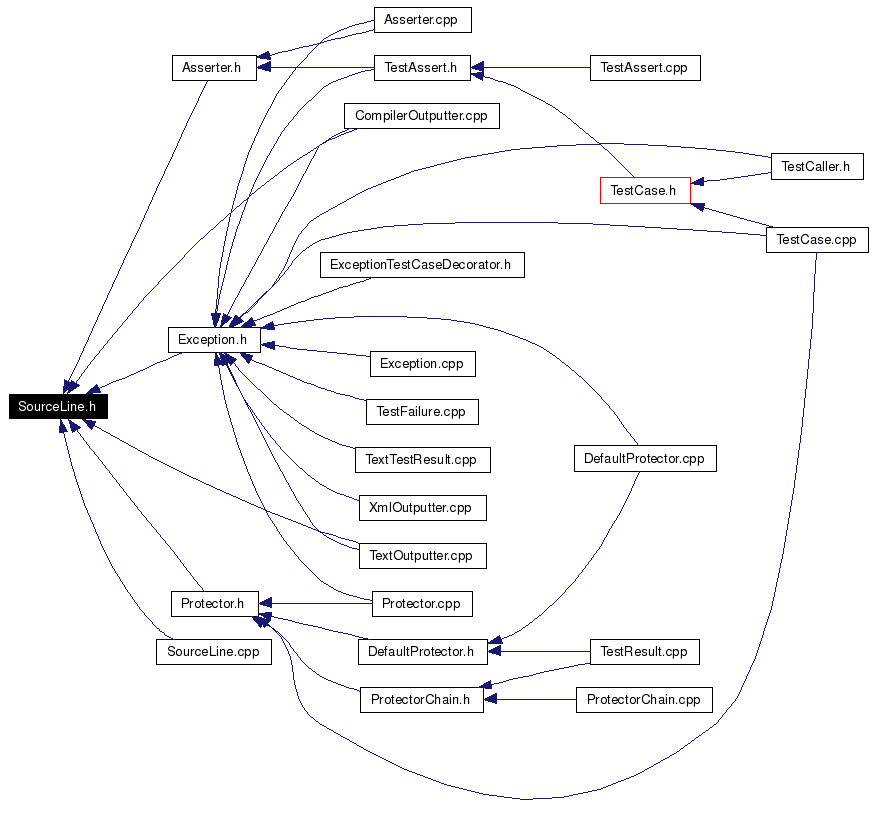 Asserter.cpp
Asserter.h
TestAssert.h
TestAssert.cpp
CompilerOutputter.cpp
TestCaller.h
TestCase.h
TestCase.cpp
ExceptionTestCaseDecorator.h
Exception.h
Exception.cpp
SourceLine.h
TestFailure.cpp
TextTestResult.cpp
DefaultProtector.cpp
XmlOutputter.cpp
TextOutputter.cpp
Protector.h
Protector.cpp
SourceLine.cpp
DefaultProtector.h
TestResult.cpp
ProtectorChain.h
ProtectorChain.cpp